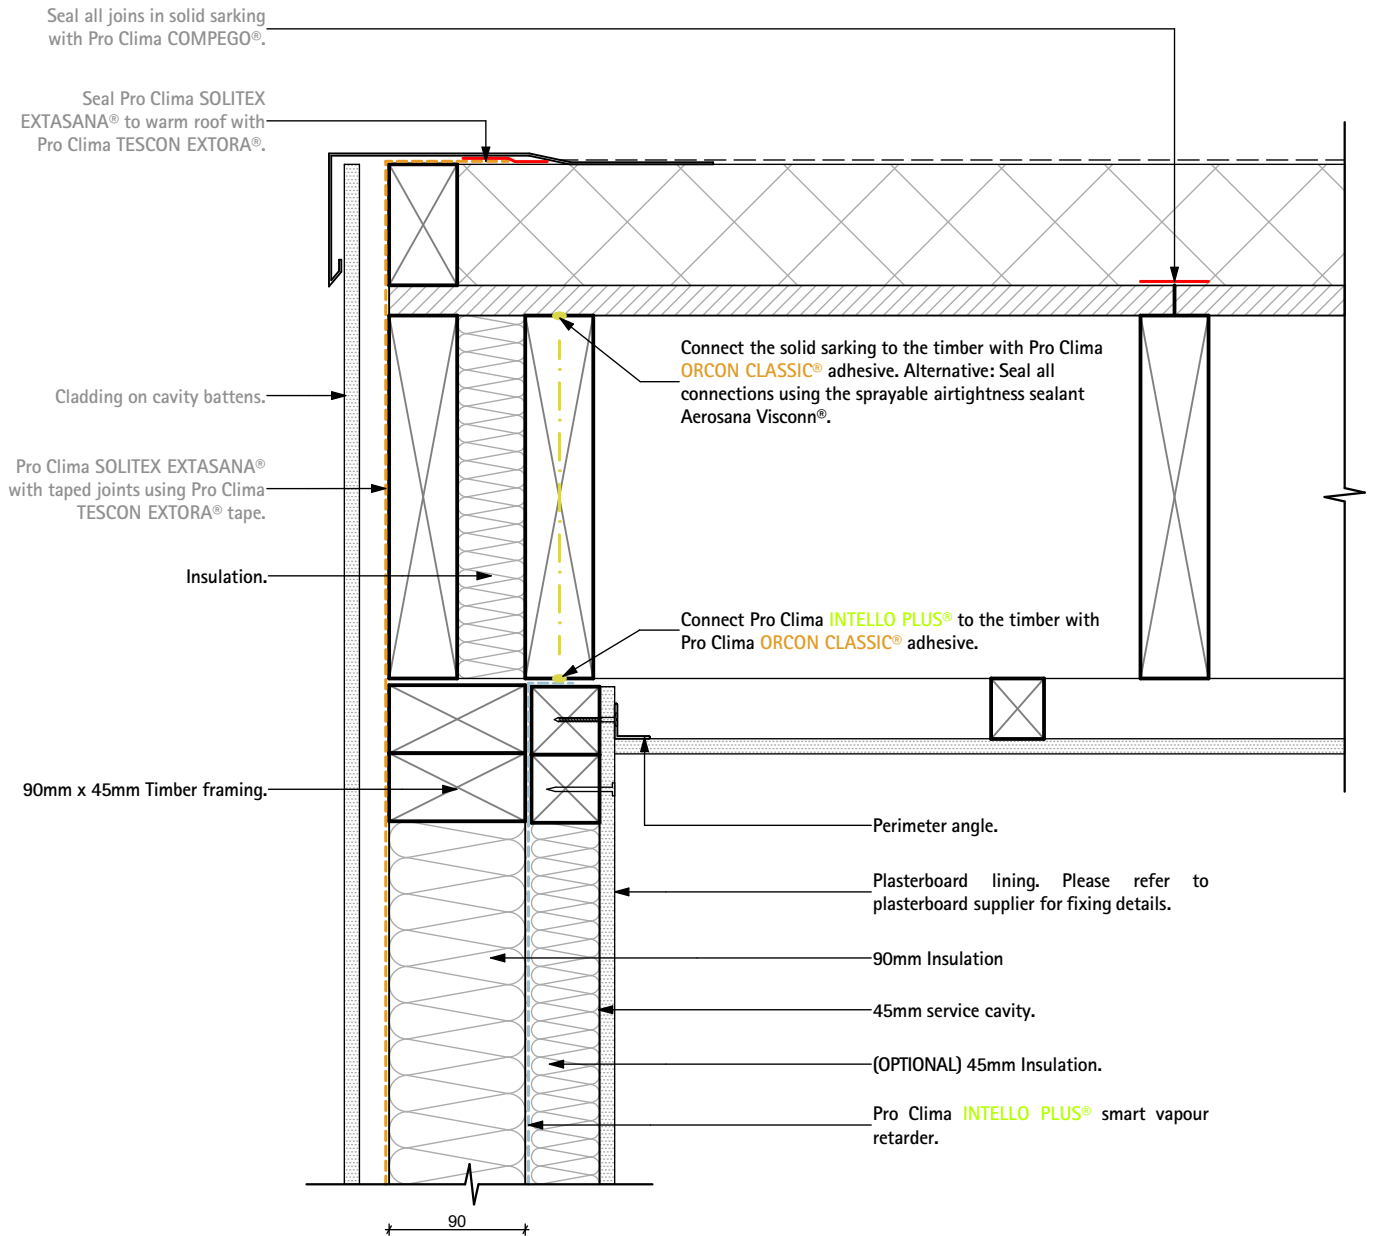 Seal all joins in solid sarking
with Pro Clima COMPEGO®.
Seal Pro Clima SOLITEX
EXTASANA® to warm roof with
Pro Clima TESCON EXTORA®.
Connect the solid sarking to the timber with Pro Clima
ORCON CLASSIC® adhesive. Alternative: Seal all
connections using the sprayable airtightness sealant
Aerosana Visconn®.
Cladding on cavity battens.
Pro Clima SOLITEX EXTASANA®
with taped joints using Pro Clima
TESCON EXTORA® tape.
Insulation.
Connect Pro Clima INTELLO PLUS® to the timber with
Pro Clima ORCON CLASSIC® adhesive.
90mm x 45mm Timber framing.
Perimeter angle.
Plasterboard lining. Please refer to
plasterboard supplier for fixing details.
90mm Insulation
45mm service cavity.
(OPTIONAL) 45mm Insulation.
Pro Clima INTELLO PLUS® smart vapour
retarder.
90